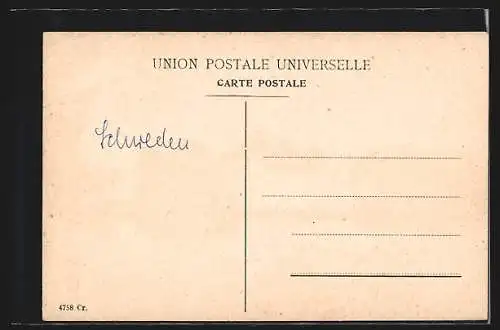 UNION POSTALE UNIVERSELLE
CARTE POSTALE
Schweden
4758 Cr.